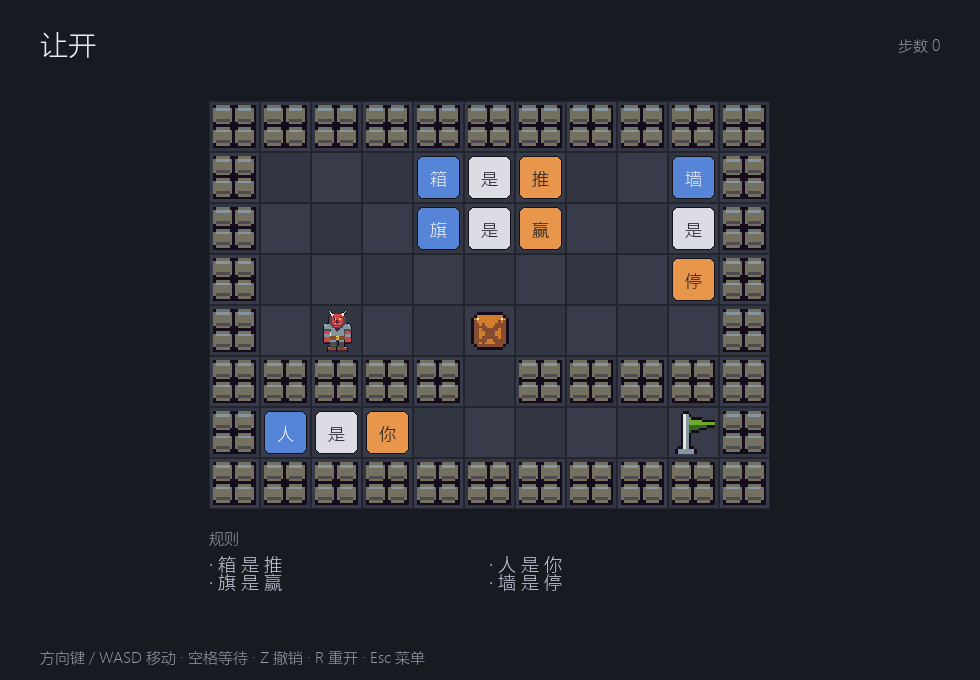 让开
步数 0
箱 是 推 墙
旗 是 赢 是
停
人 是 你
规则
· 箱 是 推 · 人 是 你
· 旗 是 赢 · 墙 是 停
方向键 / WASD 移动 · 空格等待 · Z 撤销 · R 重开 · Esc 菜单